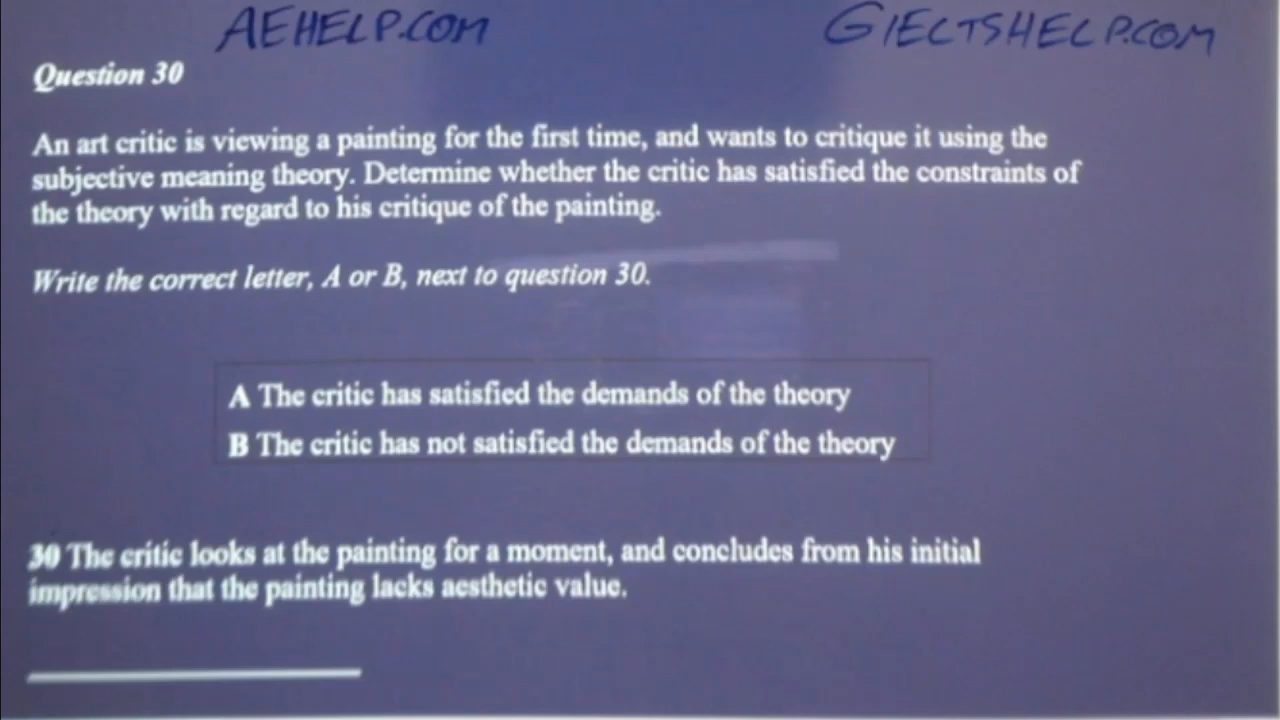 AEHELP.COM GIELTSHELP.COM
Question 30
An art critic is viewing a painting for the first time, and wants to critique it using the
subjective meaning theory. Determine whether the critic has satisfied the constraints of
the theory with regard to his critique of the painting.
Write the correct letter, A or B, next to question 30.
A The critic has satisfied the demands of the theory
B The critic has not satisfied the demands of the theory
30 The critic looks at the painting for a moment, and concludes from his initial
impression that the painting lacks aesthetic value.